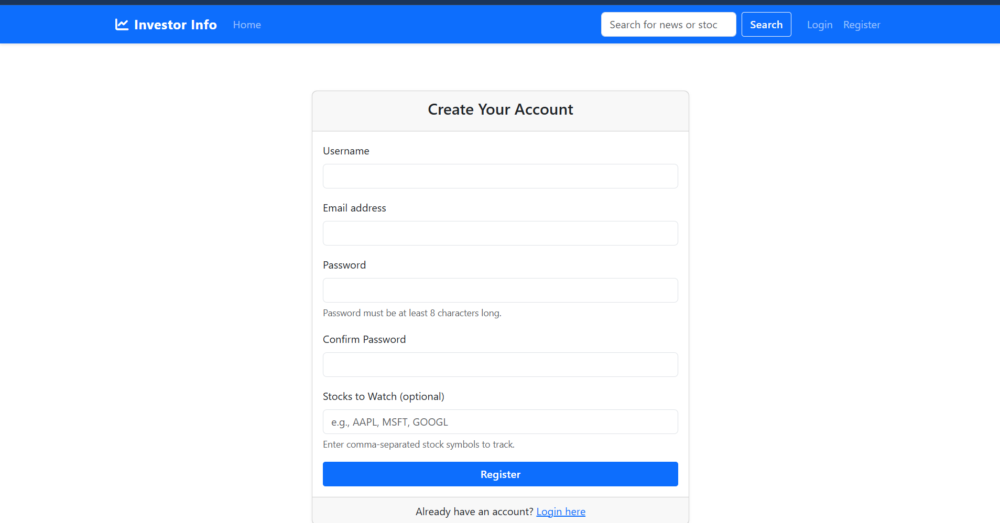 Investor Info Home Search for news or stoc Search Login Register
Create Your Account
Username
Email address
Password
Password must be at least 8 characters long.
Confirm Password
Stocks to Watch (optional)
e.g., AAPL, MSFT, GOOGL
Enter comma-separated stock symbols to track.
Register
Already have an account? Login here